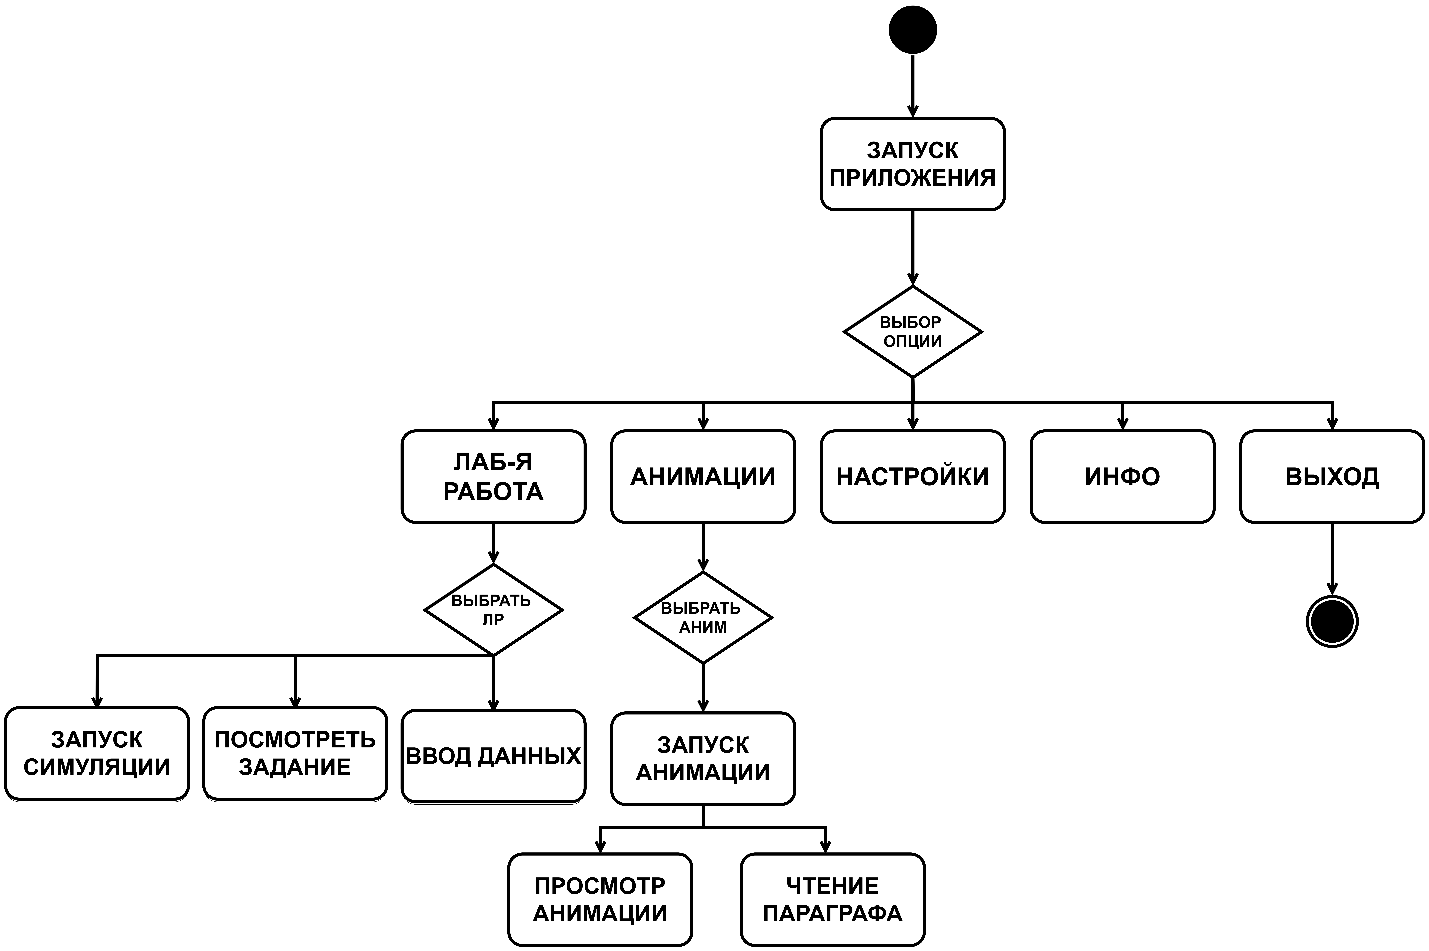 ЗАПУСК
ПРИЛОЖЕНИЯ
ВЫБОР
ОПЦИИ
ЛАБ-Я
РАБОТА
АНИМАЦИИ
НАСТРОЙКИ
ИНФО
ВЫХОД
ВЫБРАТЬ
ЛР
ВЫБРАТЬ
АНИМ
ЗАПУСК
СИМУЛЯЦИИ
ПОСМОТРЕТЬ
ЗАДАНИЕ
ВВОД ДАННЫХ
ЗАПУСК
АНИМАЦИИ
ПРОСМОТР
АНИМАЦИИ
ЧТЕНИЕ
ПАРАГРАФА